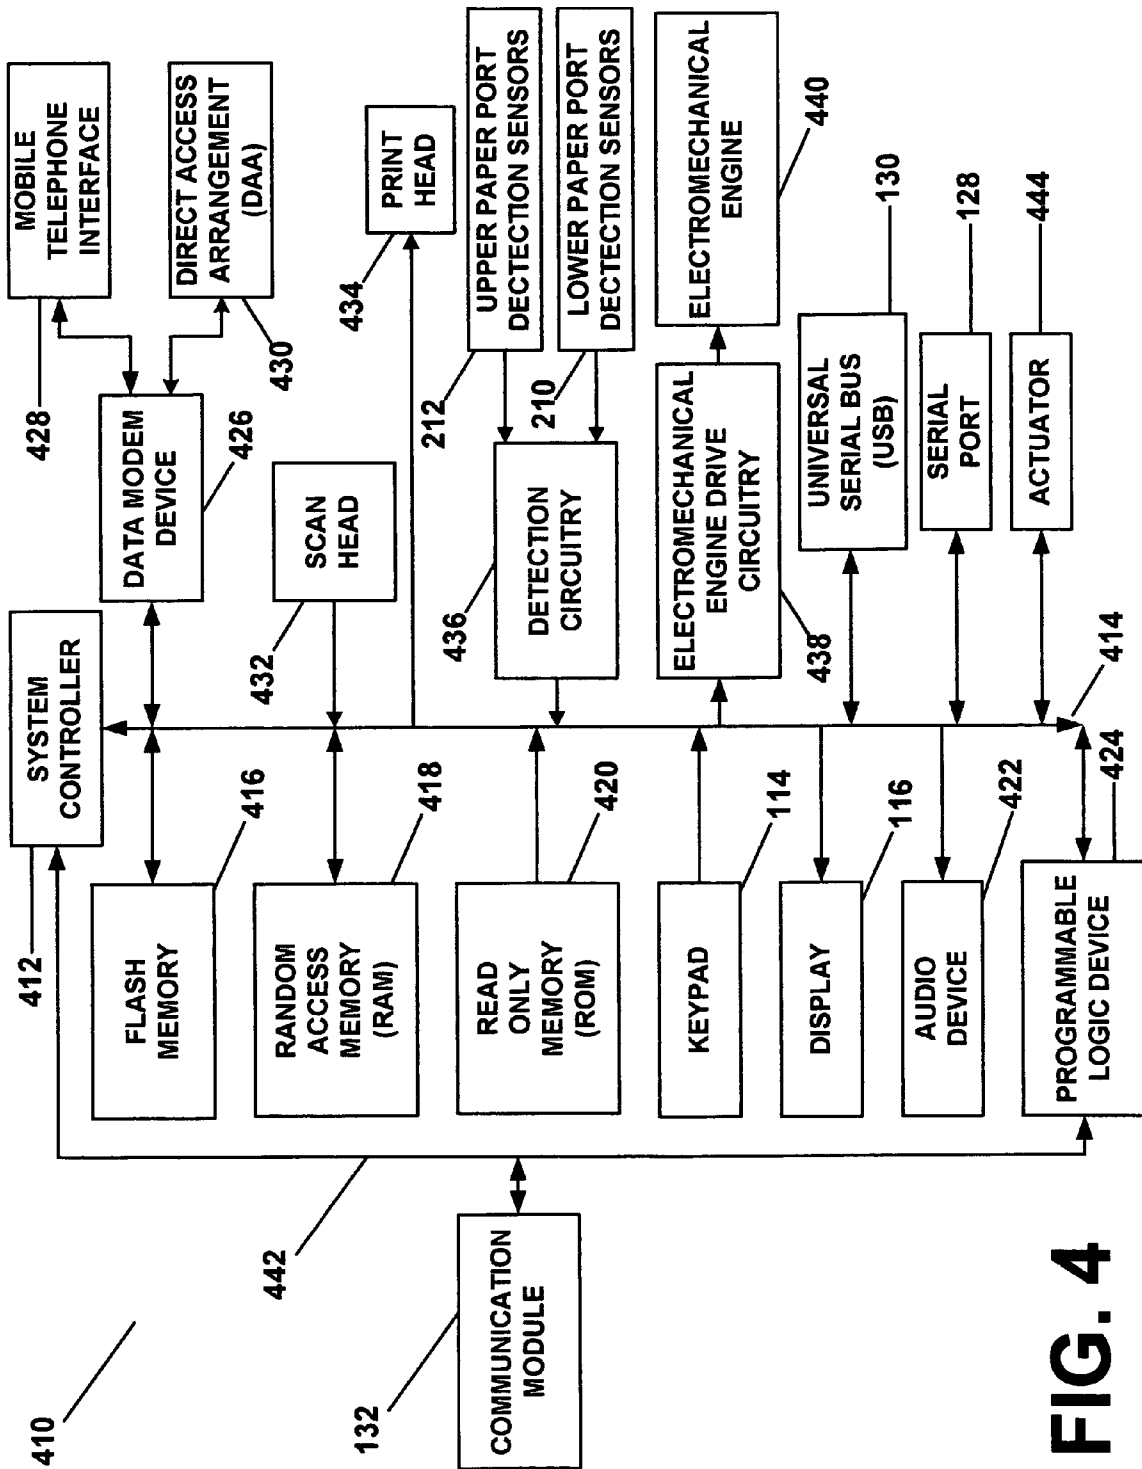 410
412
SYSTEM
CONTROLLER
428
MOBILE
TELEPHONE
INTERFACE
DATA MODEM
DEVICE
426
430
DIRECT ACCESS
ARRANGEMENT
(DAA)
FLASH
MEMORY
416
432
SCAN
HEAD
434
PRINT
HEAD
RANDOM
ACCESS
MEMORY
(RAM)
418
442
132
COMMUNICATION
MODULE
READ
ONLY
MEMORY
(ROM)
420
436
DETECTION
CIRCUITRY
212
UPPER PAPER PORT
DECTECTION SENSORS
210
LOWER PAPER PORT
DECTECTION SENSORS
KEYPAD
114
ELECTROMECHANICAL
ENGINE DRIVE
CIRCUITRY
438
ELECTROMECHANICAL
ENGINE
440
DISPLAY
116
UNIVERSAL
SERIAL BUS
(USB)
130
AUDIO
DEVICE
422
SERIAL
PORT
128
ACTUATOR
444
PROGRAMMABLE
LOGIC DEVICE
424
414
FIG. 4